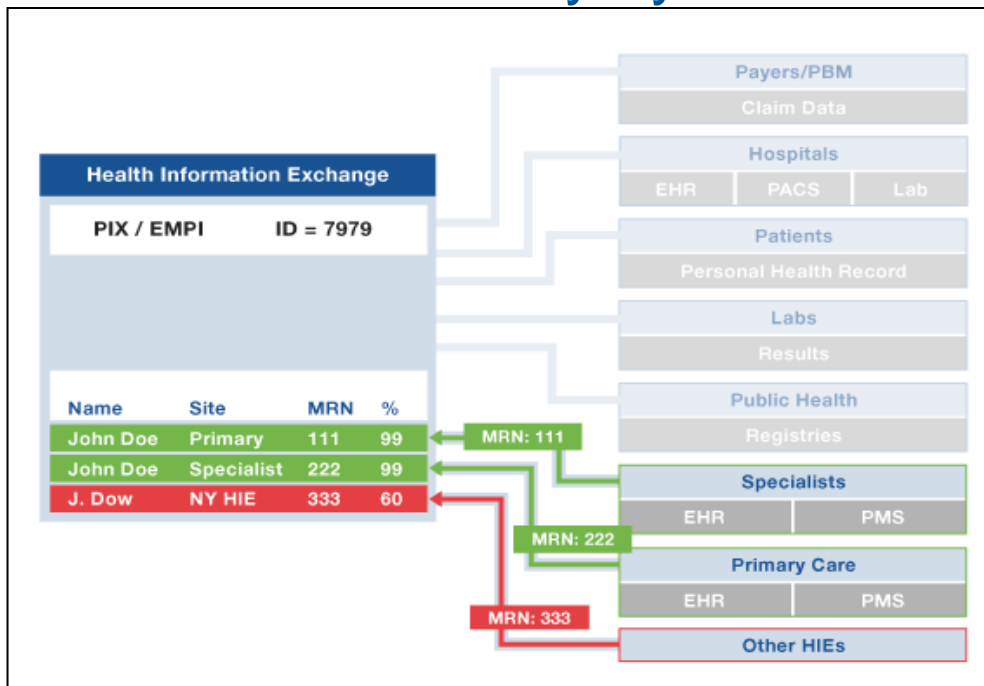 Health Information Exchange
PIX / EMPI ID = 7979
Name Site MRN %
John Doe Primary 111 99
John Doe Specialist 222 99
J. Dow NY HIE 333 60
MRN: 111
MRN: 222
MRN: 333
Payers/PBM
Claim Data
Hospitals
EHR PACS Lab
Patients
Personal Health Record
Labs
Results
Public Health
Registries
Specialists
EHR PMS
Primary Care
EHR PMS
Other HIEs